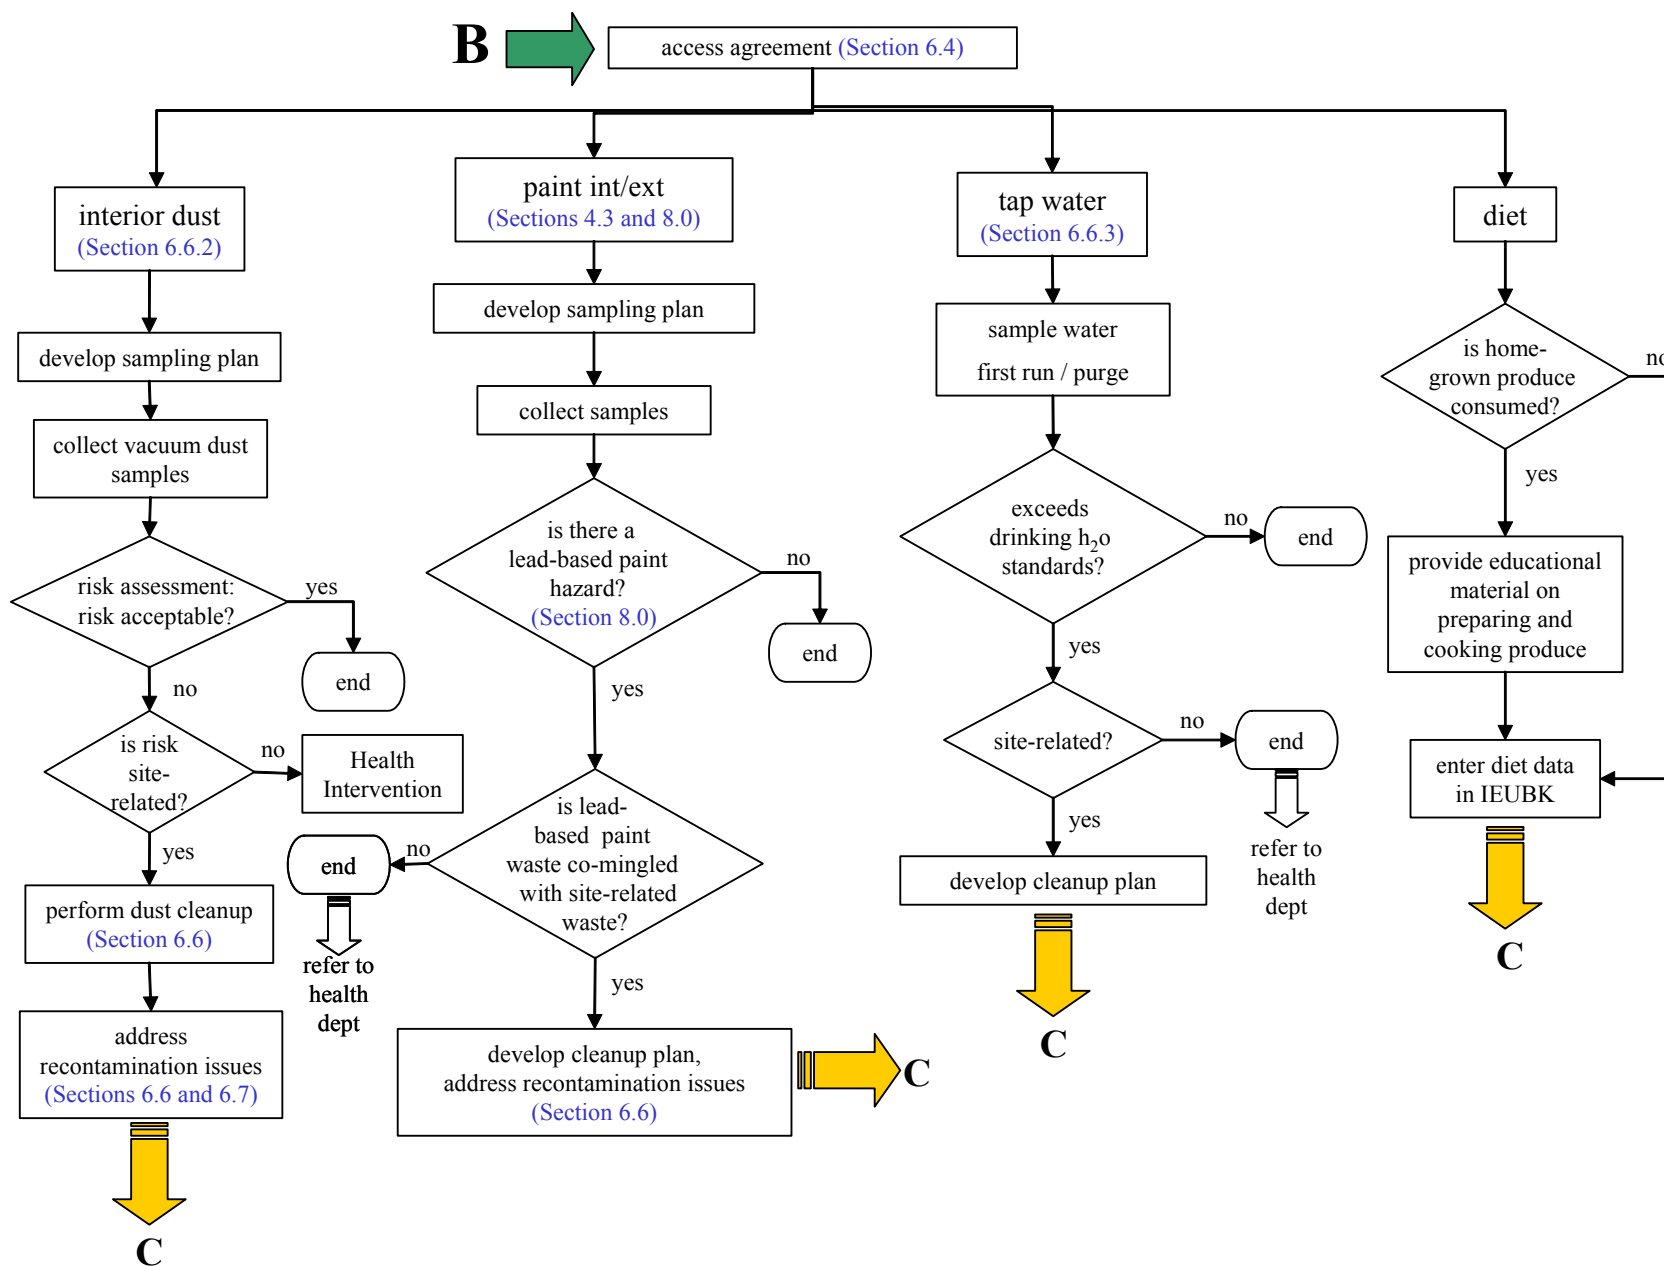 B
access agreement (Section 6.4)
interior dust
(Section 6.6.2)
develop sampling plan
collect vacuum dust
samples
risk assessment:
risk acceptable?
yes
end
no
is risk
site-
related?
no
Health
Intervention
yes
perform dust cleanup
(Section 6.6)
address
recontamination issues
(Sections 6.6 and 6.7)
C
paint int/ext
(Sections 4.3 and 8.0)
develop sampling plan
collect samples
is there a
lead-based paint
hazard?
(Section 8.0)
no
end
yes
is lead-
based paint
waste co-mingled
with site-related
waste?
no
end
refer to
health
dept
yes
develop cleanup plan,
address recontamination issues
(Section 6.6)
C
tap water
(Section 6.6.3)
sample water
first run / purge
exceeds
drinking h₂o
standards?
no
end
yes
site-related?
no
end
refer to
health
dept
yes
develop cleanup plan
C
diet
is home-
grown produce
consumed?
no
yes
provide educational
material on
preparing and
cooking produce
enter diet data
in IEUBK
C